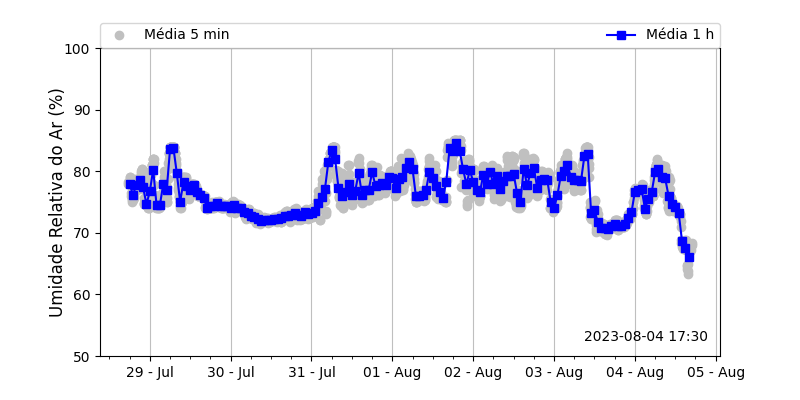 Média 5 min
Média 1 h
100
90
80
70
60
50
Umidade Relativa do Ar (%)
2023-08-04 17:30
29 - Jul
30 - Jul
31 - Jul
01 - Aug
02 - Aug
03 - Aug
04 - Aug
05 - Aug